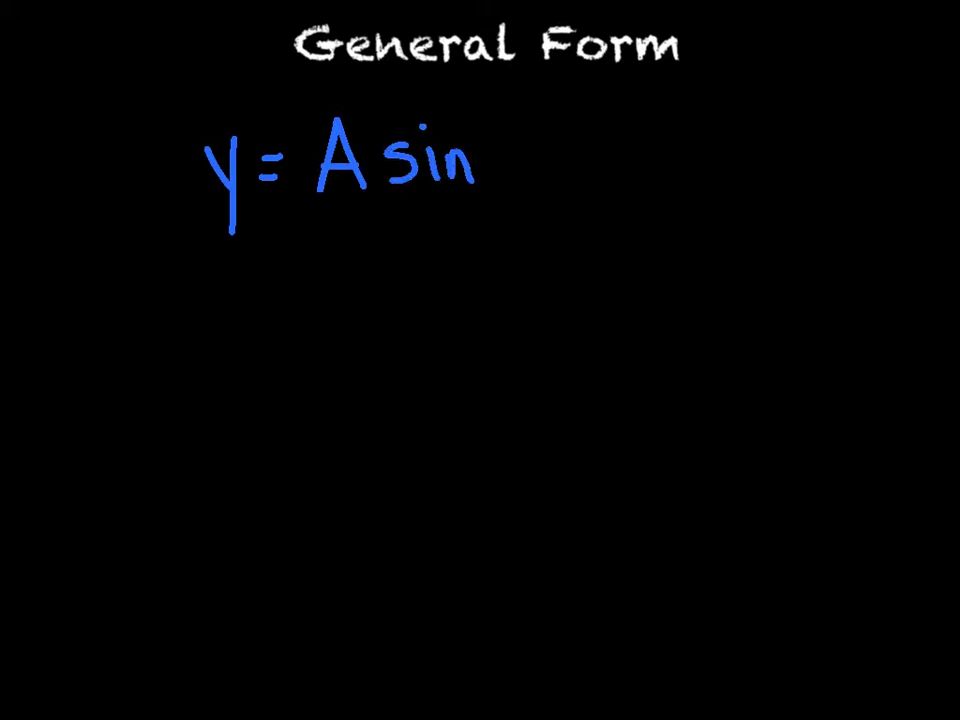 General Form
y = A sin